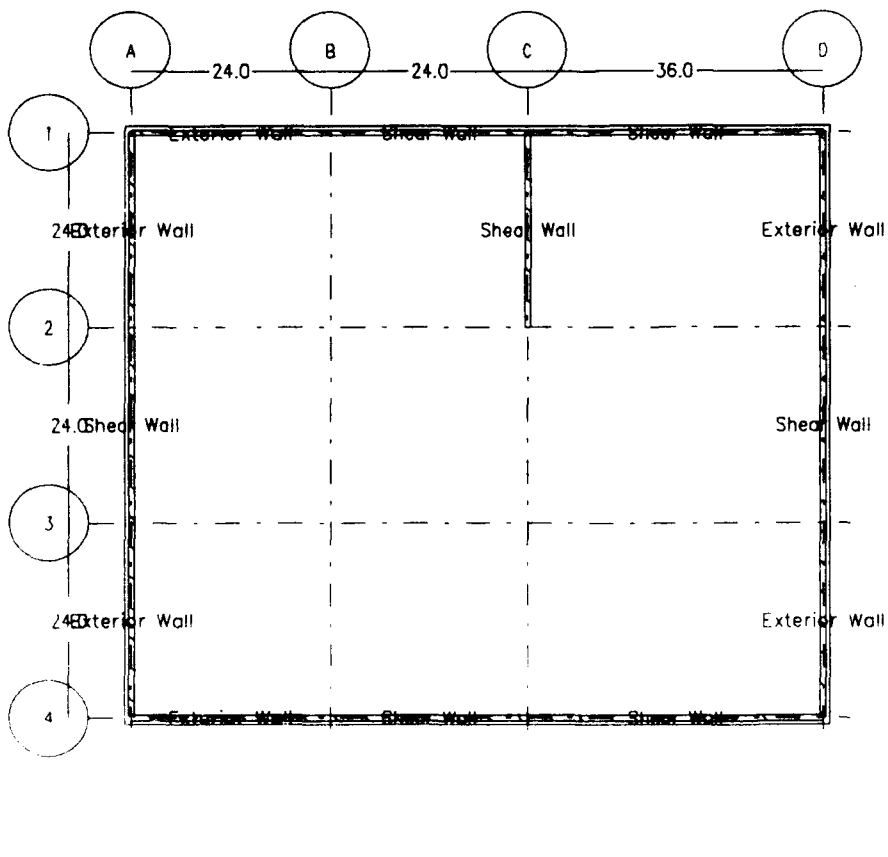 A B C D
24.0 24.0 36.0
1
Exterior Wall Shear Wall Shear Wall
24.0 Exterior Wall Shear Wall Exterior Wall
2
24.0 Shear Wall Shear Wall
3
24.0 Exterior Wall Exterior Wall
4
Exterior Wall Shear Wall Shear Wall